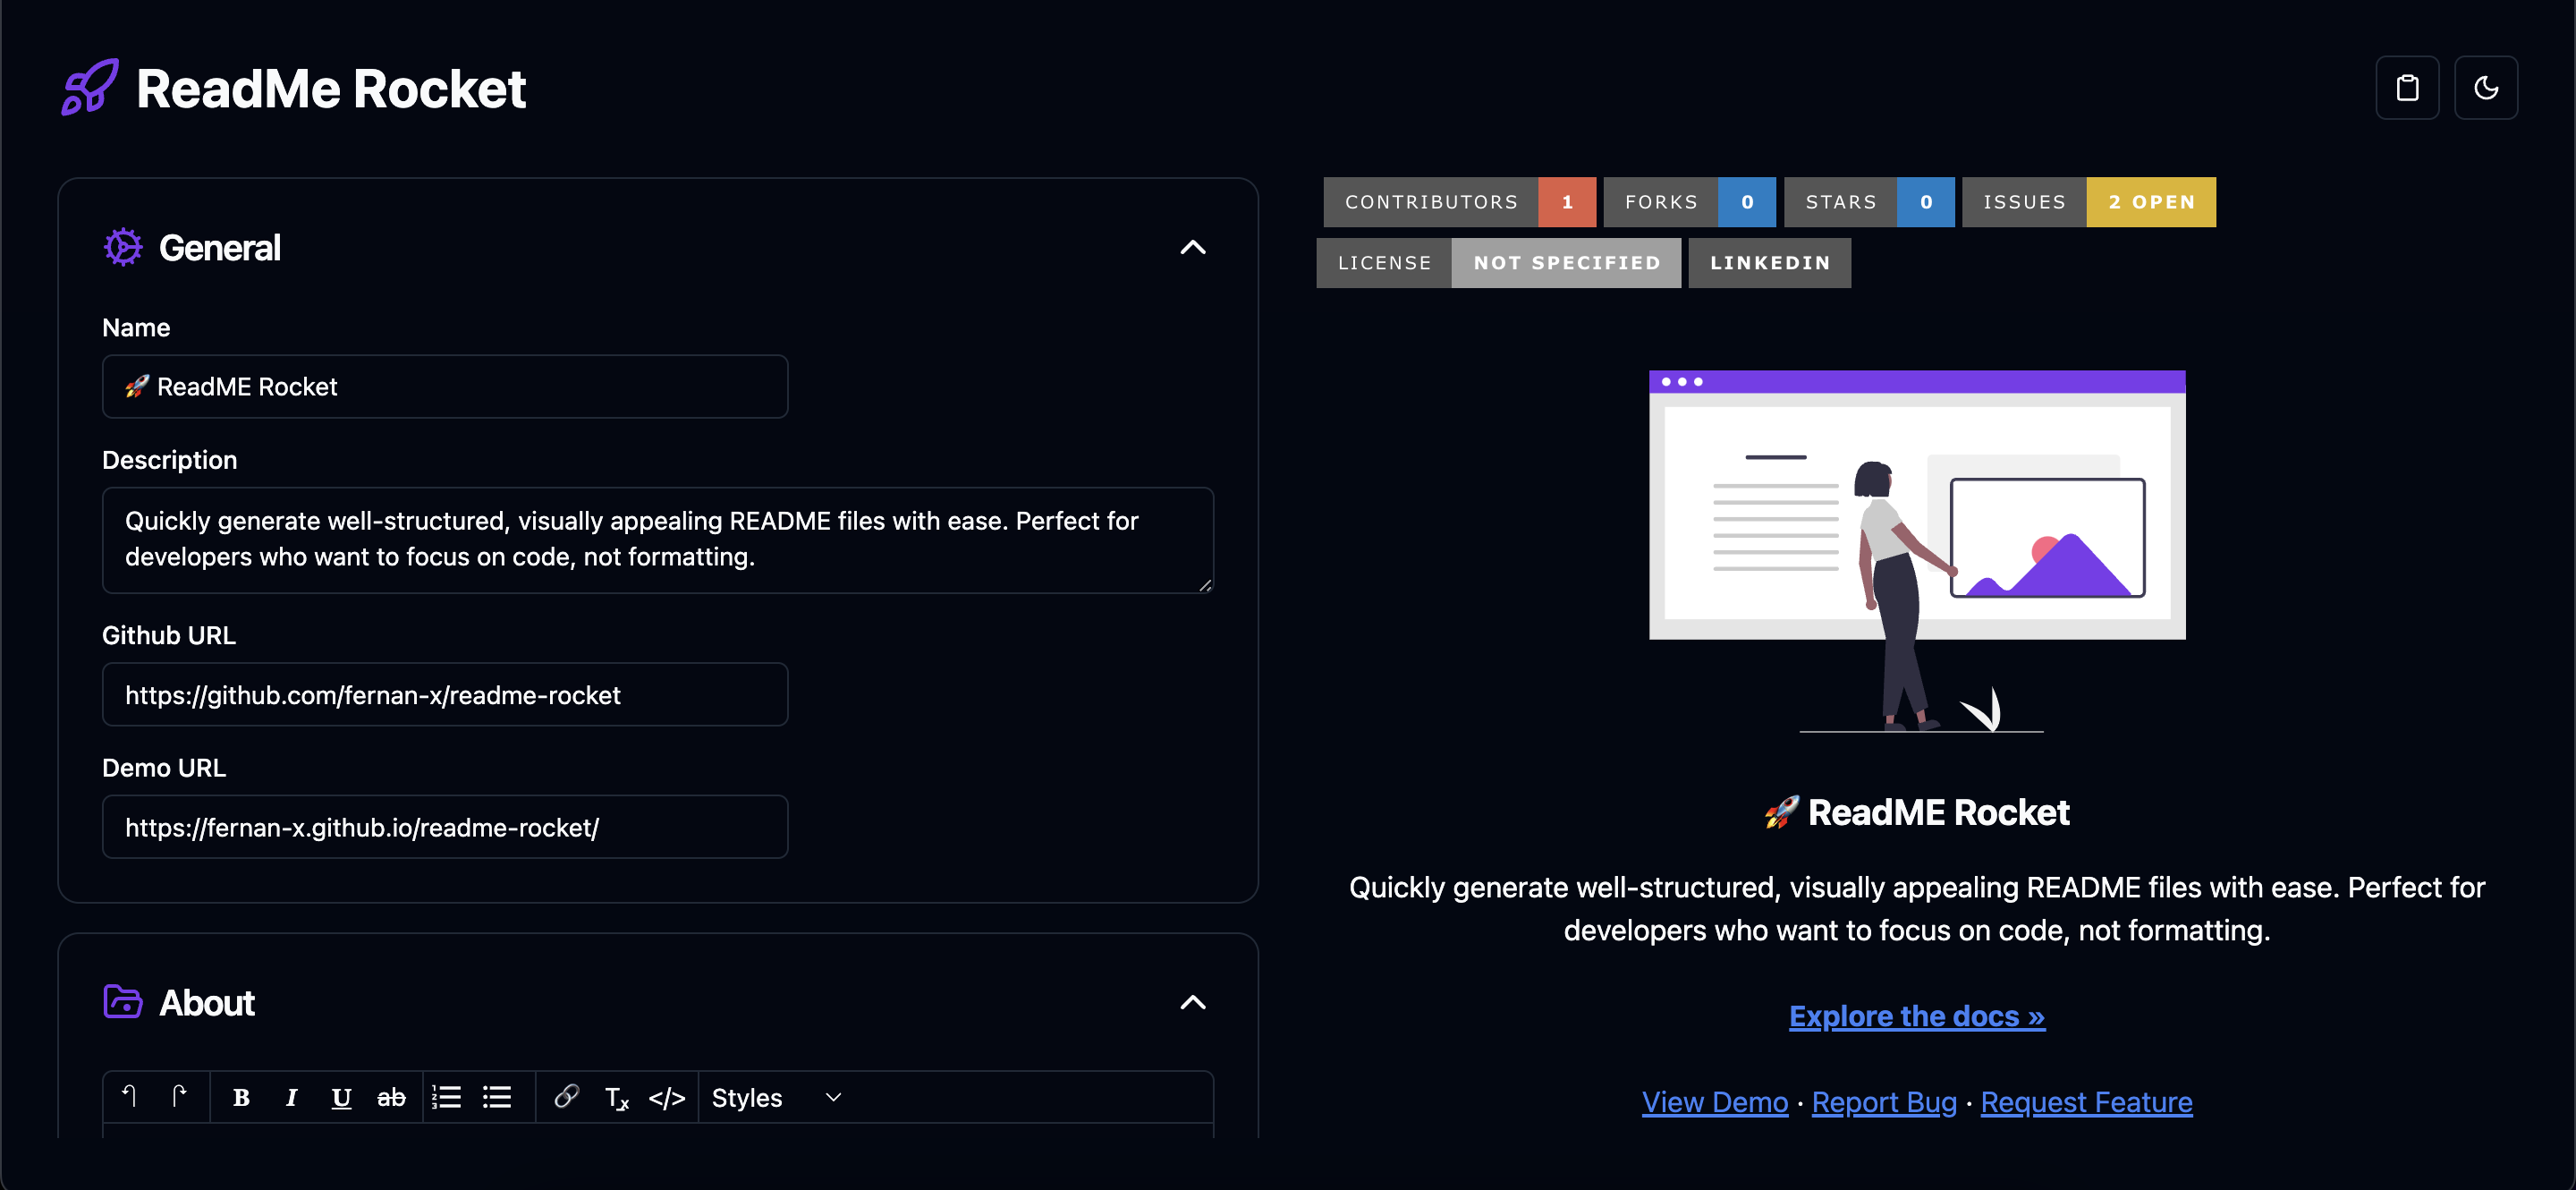 ReadMe Rocket
General
Name
🚀 ReadME Rocket
Description
Quickly generate well-structured, visually appealing README files with ease. Perfect for
developers who want to focus on code, not formatting.
Github URL
https://github.com/fernan-x/readme-rocket
Demo URL
https://fernan-x.github.io/readme-rocket/
About
B I U ab Tx </> Styles
CONTRIBUTORS 1 FORKS 0 STARS 0 ISSUES 2 OPEN
LICENSE NOT SPECIFIED LINKEDIN
🚀 ReadME Rocket
Quickly generate well-structured, visually appealing README files with ease. Perfect for
developers who want to focus on code, not formatting.
Explore the docs »
View Demo · Report Bug · Request Feature